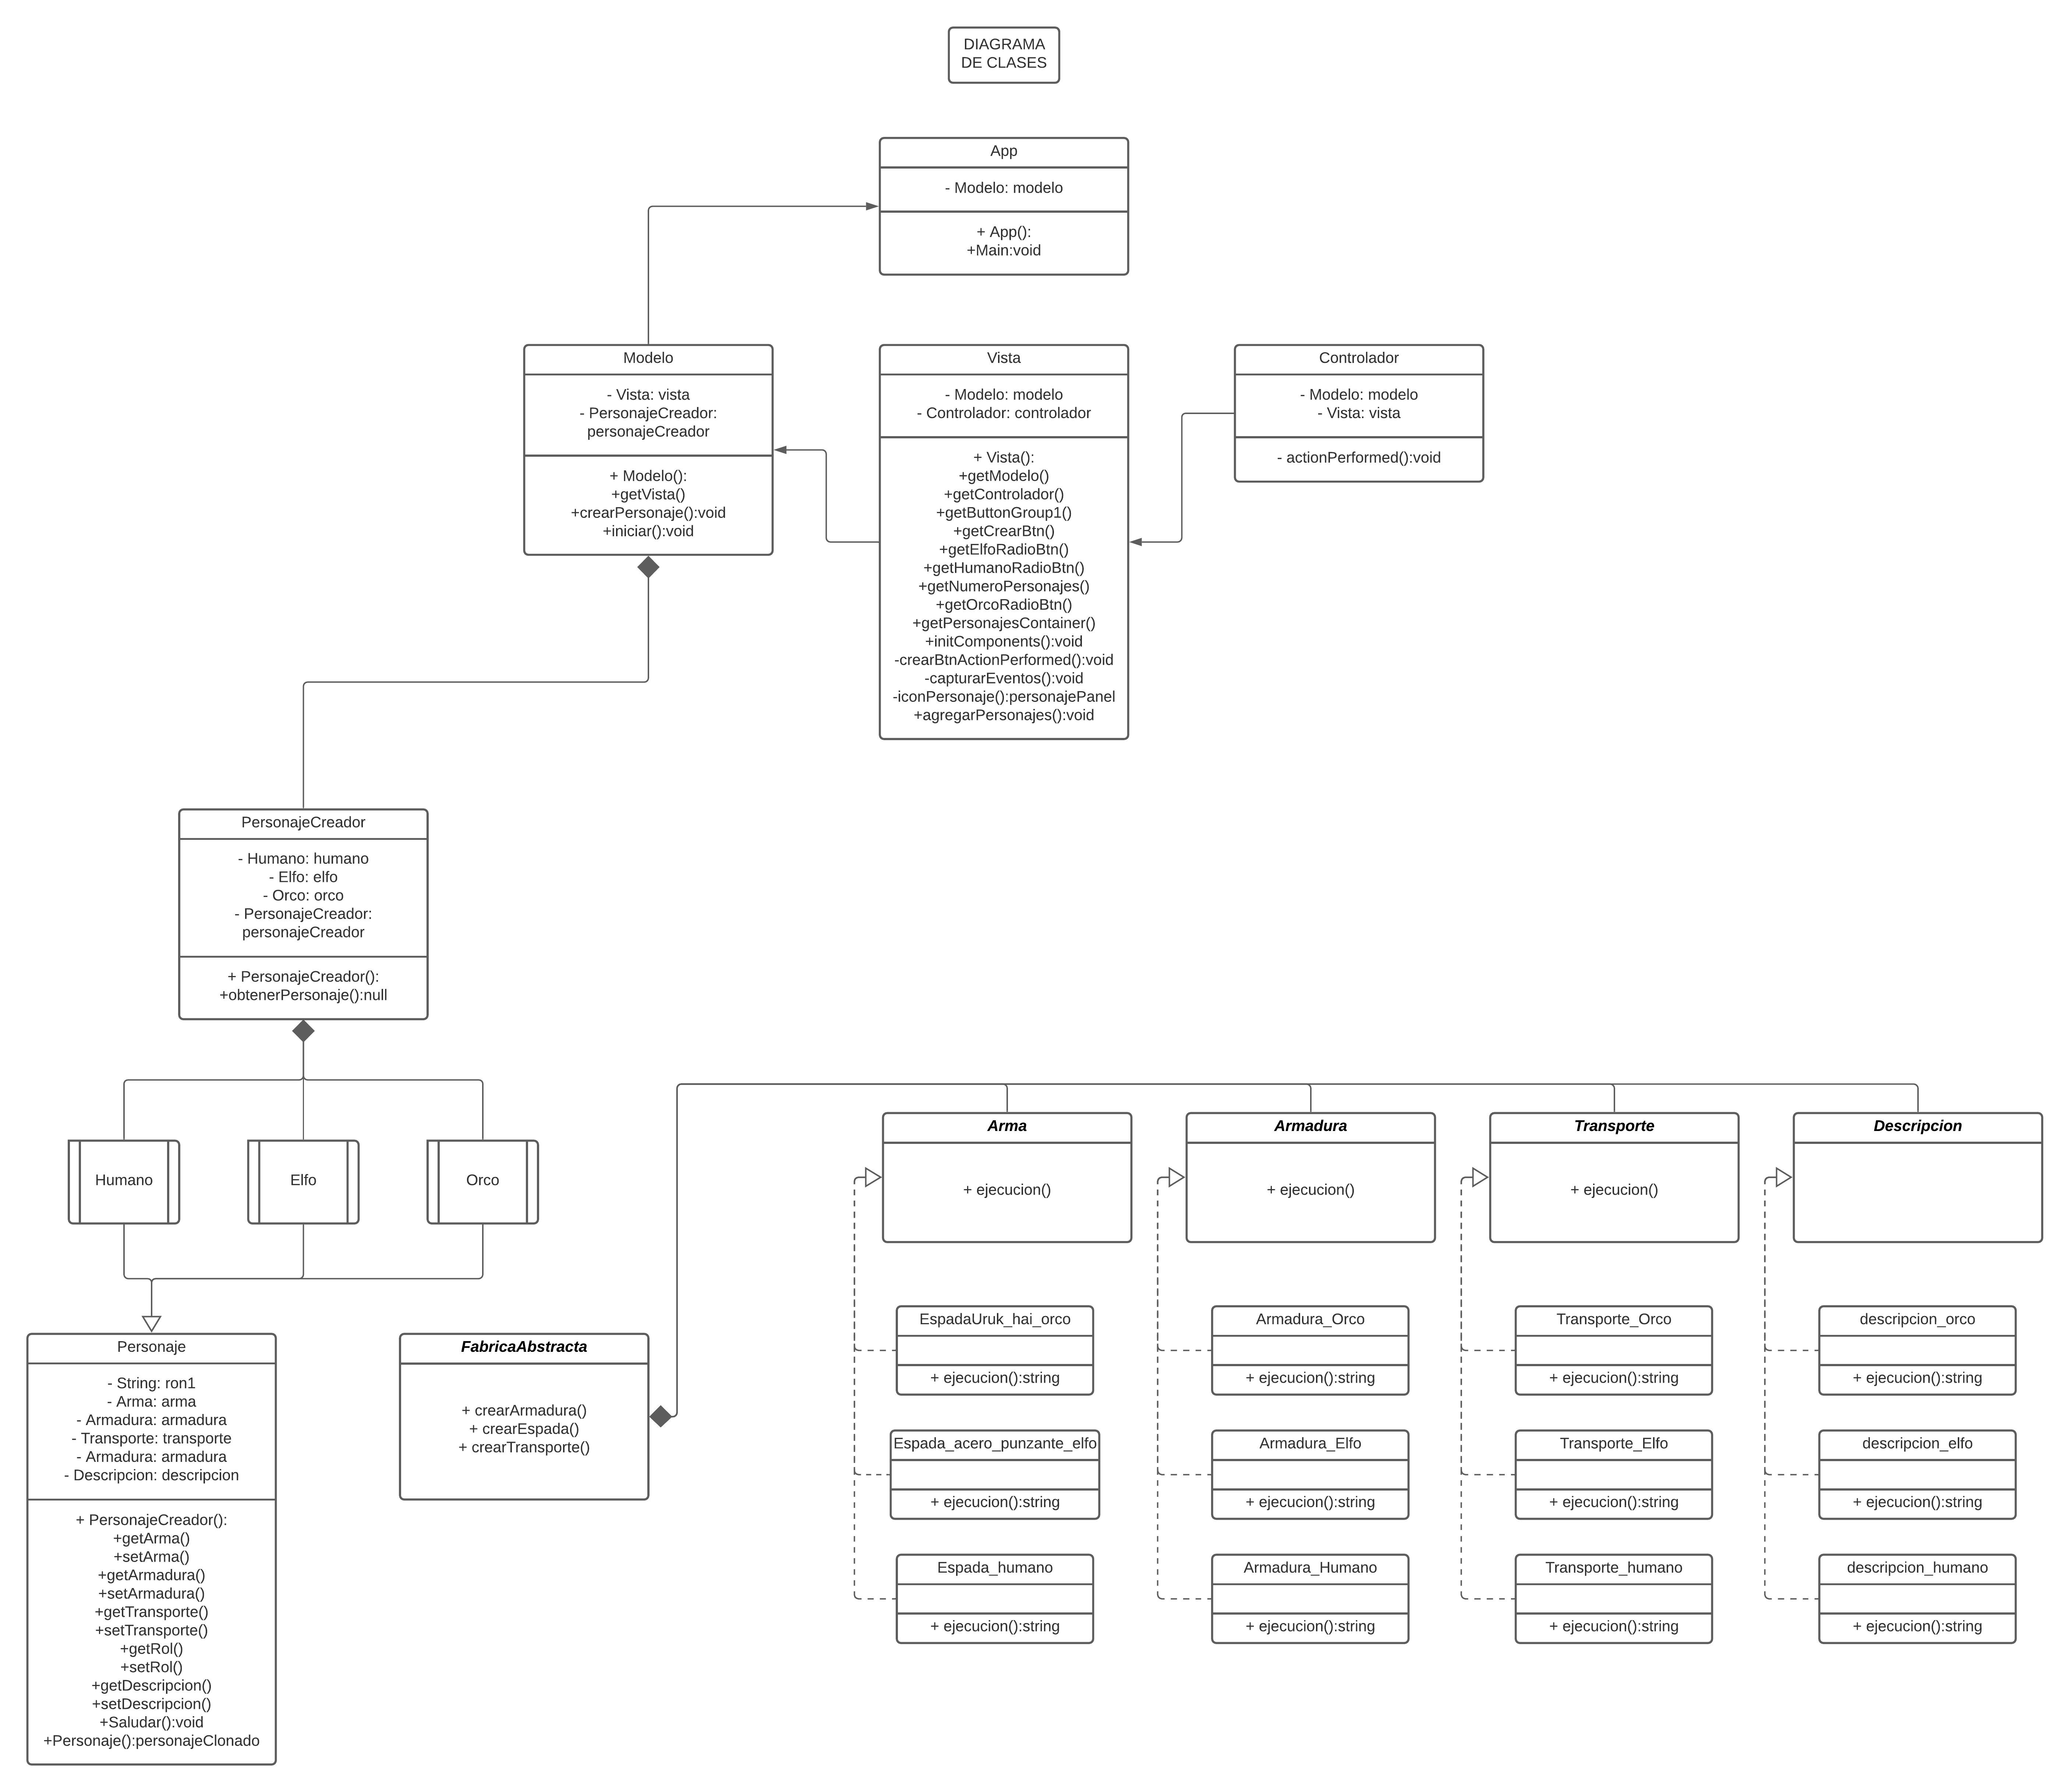 DIAGRAMA
DE CLASES
App
- Modelo: modelo
+ App():
+Main:void
Modelo
- Vista: vista
- PersonajeCreador:
personajeCreador
+ Modelo():
+getVista()
+crearPersonaje():void
+iniciar():void
Vista
- Modelo: modelo
- Controlador: controlador
+ Vista():
+getModelo()
+getControlador()
+getButtonGroup1()
+getCrearBtn()
+getElfoRadioBtn()
+getHumanoRadioBtn()
+getNumeroPersonajes()
+getOrcoRadioBtn()
+getPersonajesContainer()
+initComponents():void
-crearBtnActionPerformed():void
-capturarEventos():void
-iconPersonaje():personajePanel
+agregarPersonajes():void
Controlador
- Modelo: modelo
- Vista: vista
- actionPerformed():void
PersonajeCreador
- Humano: humano
- Elfo: elfo
- Orco: orco
- PersonajeCreador:
personajeCreador
+ PersonajeCreador():
+obtenerPersonaje():null
Humano
Elfo
Orco
Personaje
- String: ron1
- Arma: arma
- Armadura: armadura
- Transporte: transporte
- Armadura: armadura
- Descripcion: descripcion
+ PersonajeCreador():
+getArma()
+setArma()
+getArmadura()
+setArmadura()
+getTransporte()
+setTransporte()
+getRol()
+setRol()
+getDescripcion()
+setDescripcion()
+Saludar():void
+Personaje():personajeClonado
FabricaAbstracta
+ crearArmadura()
+ crearEspada()
+ crearTransporte()
Arma
+ ejecucion()
EspadaUruk_hai_orco
+ ejecucion():string
Espada_acero_punzante_elfo
+ ejecucion():string
Espada_humano
+ ejecucion():string
Armadura
+ ejecucion()
Armadura_Orco
+ ejecucion():string
Armadura_Elfo
+ ejecucion():string
Armadura_Humano
+ ejecucion():string
Transporte
+ ejecucion()
Transporte_Orco
+ ejecucion():string
Transporte_Elfo
+ ejecucion():string
Transporte_humano
+ ejecucion():string
Descripcion
descripcion_orco
+ ejecucion():string
descripcion_elfo
+ ejecucion():string
descripcion_humano
+ ejecucion():string